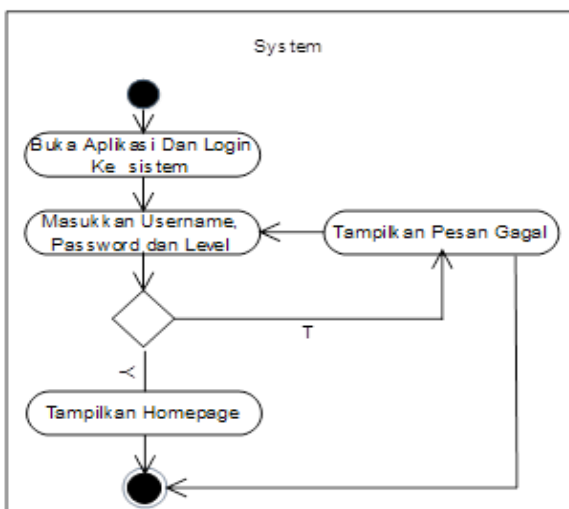 System
Buka Aplikasi Dan Login
Ke sistem
Masukkan Username,
Password dan Level
Tampilkan Pesan Gagal
T
Y
Tampilkan Homepage